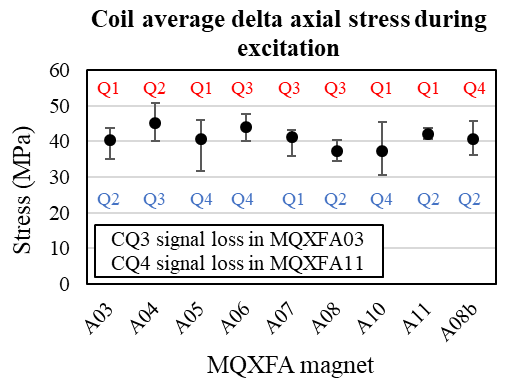 Coil average delta axial stress during
excitation
Stress (MPa)
60
50
40
30
20
10
0
Q1 Q2 Q1 Q3 Q3 Q3 Q1 Q1 Q4
Q2 Q3 Q4 Q4 Q1 Q2 Q4 Q2 Q2
CQ3 signal loss in MQXFA03
CQ4 signal loss in MQXFA11
A03 A04 A05 A06 A07 A08 A10 A11 A08b
MQXFA magnet